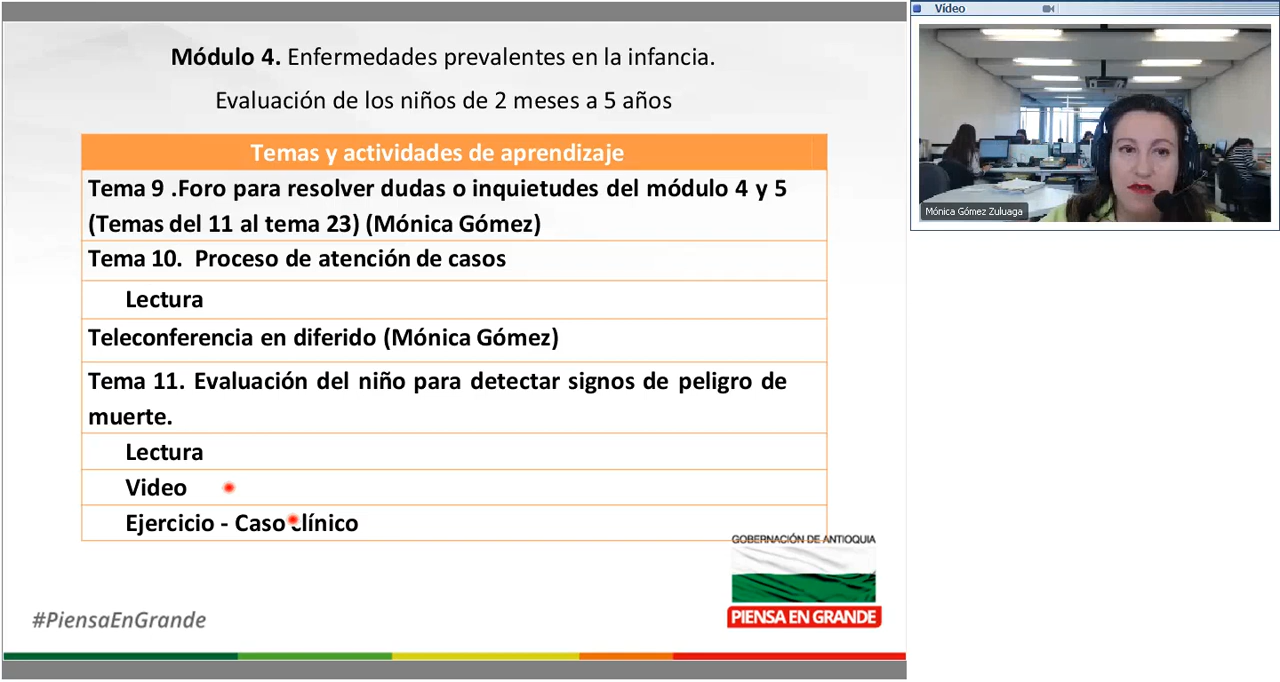 Módulo 4. Enfermedades prevalentes en la infancia.
Evaluación de los niños de 2 meses a 5 años
Temas y actividades de aprendizaje
Tema 9 .Foro para resolver dudas o inquietudes del módulo 4 y 5
(Temas del 11 al tema 23) (Mónica Gómez)
Tema 10. Proceso de atención de casos
Lectura
Teleconferencia en diferido (Mónica Gómez)
Tema 11. Evaluación del niño para detectar signos de peligro de
muerte.
Lectura
Video
Ejercicio - Caso clínico
GOBERNACIÓN DE ANTIOQUIA
PIENSA EN GRANDE
#PiensaEnGrande
Vídeo
Mónica Gómez Zuluaga